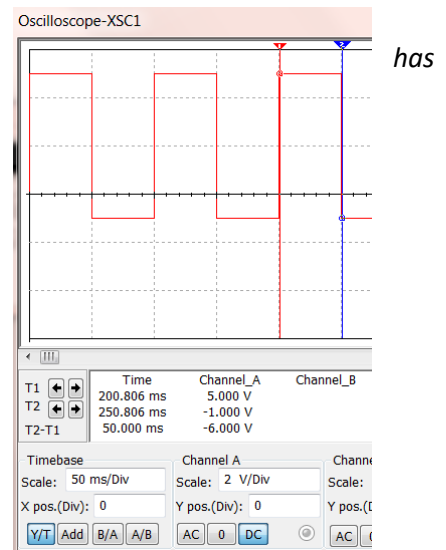 Oscilloscope-XSC1
has
1 2
Time Channel_A Channel_B
T1 200.806 ms 5.000 V
T2 250.806 ms -1.000 V
T2-T1 50.000 ms -6.000 V
Timebase Channel A
Scale: 50 ms/Div Scale: 2 V/Div Scale:
X pos.(Div): 0 Y pos.(Div): 0
Y/T Add B/A A/B AC 0 DC AC